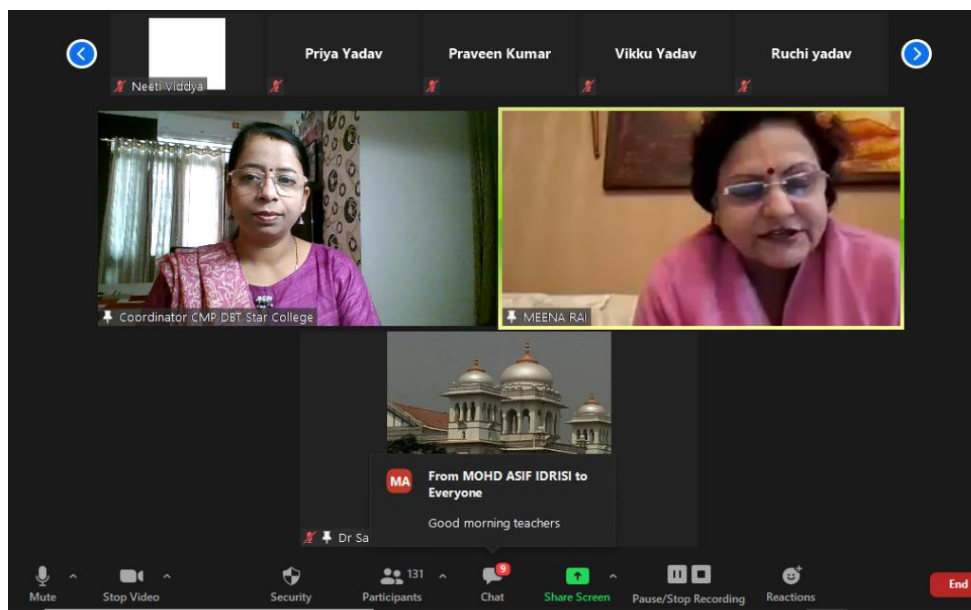 Priya Yadav
Praveen Kumar
Vikku Yadav
Ruchi yadav
Neeti Viddya
Coordinator CMP DBT Star College
MEENA RAI
MA
From MOHD ASIF IDRISI to
Everyone
Good morning teachers
Dr Sa
131
9
Mute
Stop Video
Security
Participants
Chat
Share Screen
Pause/Stop Recording
Reactions
End